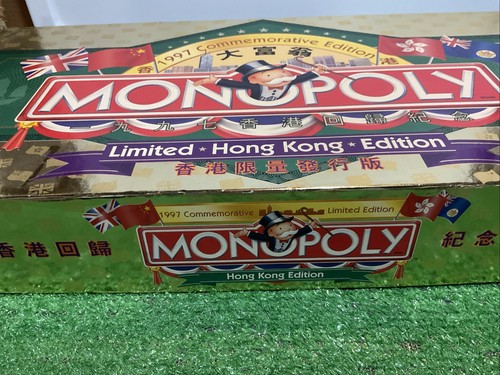 1997 Commemorative Edition
大富翁
香 港
MONOPOLY
一九九七香港回歸紀念
Limited Hong Kong Edition
香港限量發行版
1997 Commemorative Limited Edition
香港回歸 MONOPOLY 紀念
Hong Kong Edition